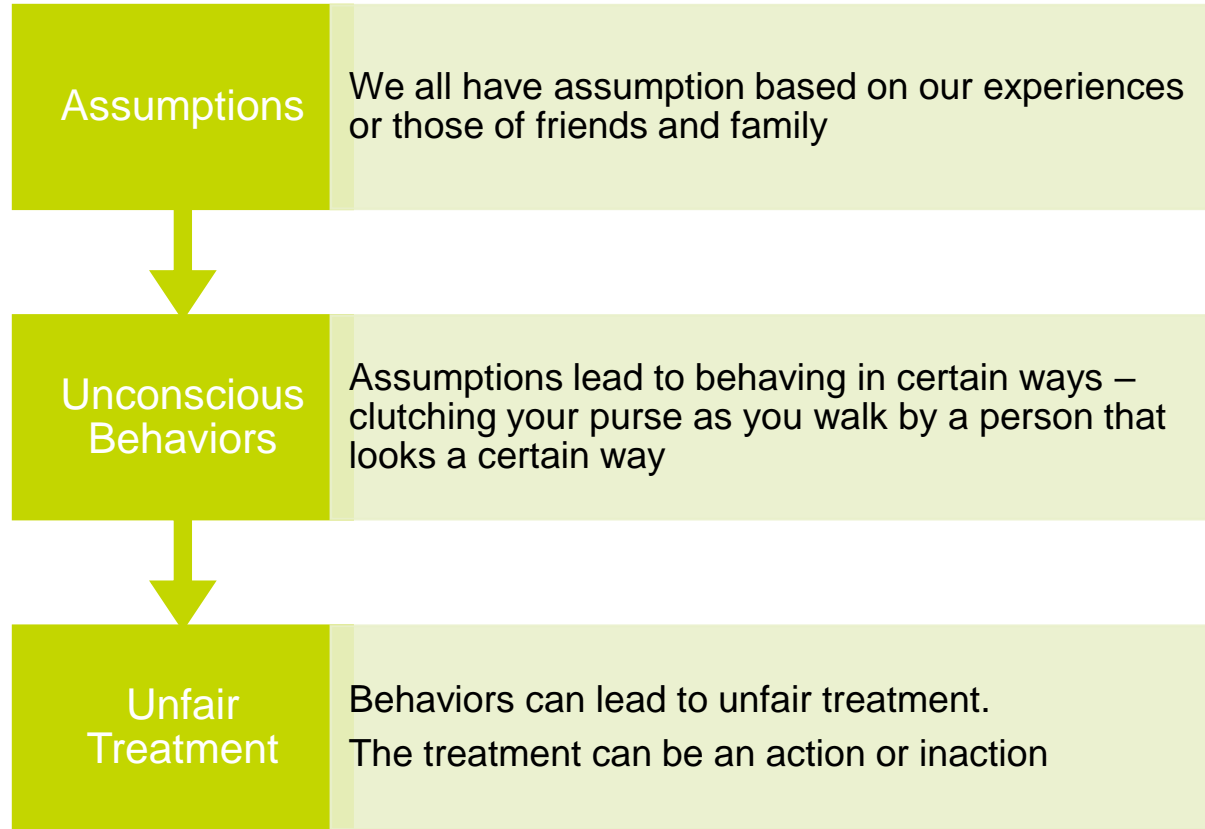 Assumptions
We all have assumption based on our experiences
or those of friends and family
Unconscious
Behaviors
Assumptions lead to behaving in certain ways –
clutching your purse as you walk by a person that
looks a certain way
Unfair
Treatment
Behaviors can lead to unfair treatment.
The treatment can be an action or inaction